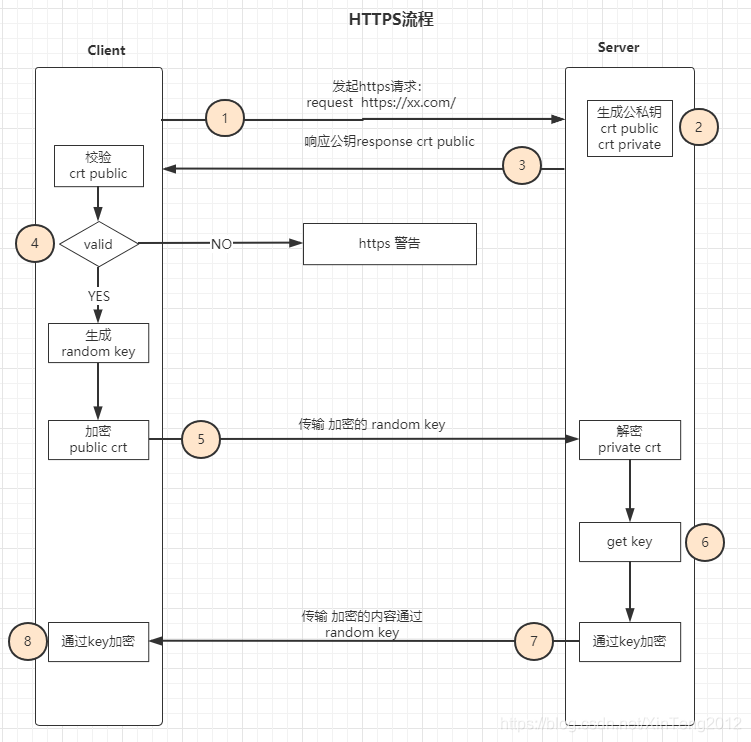 HTTPS流程
Client
Server
发起https请求：
request https://xx.com/
1
生成公私钥
crt public
crt private
2
响应公钥response crt public
3
校验
crt public
4
valid
NO
https 警告
YES
生成
random key
加密
public crt
5
传输 加密的 random key
解密
private crt
get key
6
传输 加密的内容通过
random key
8
通过key加密
7
通过key加密
https://blog.csdn.net/XinTeng2012